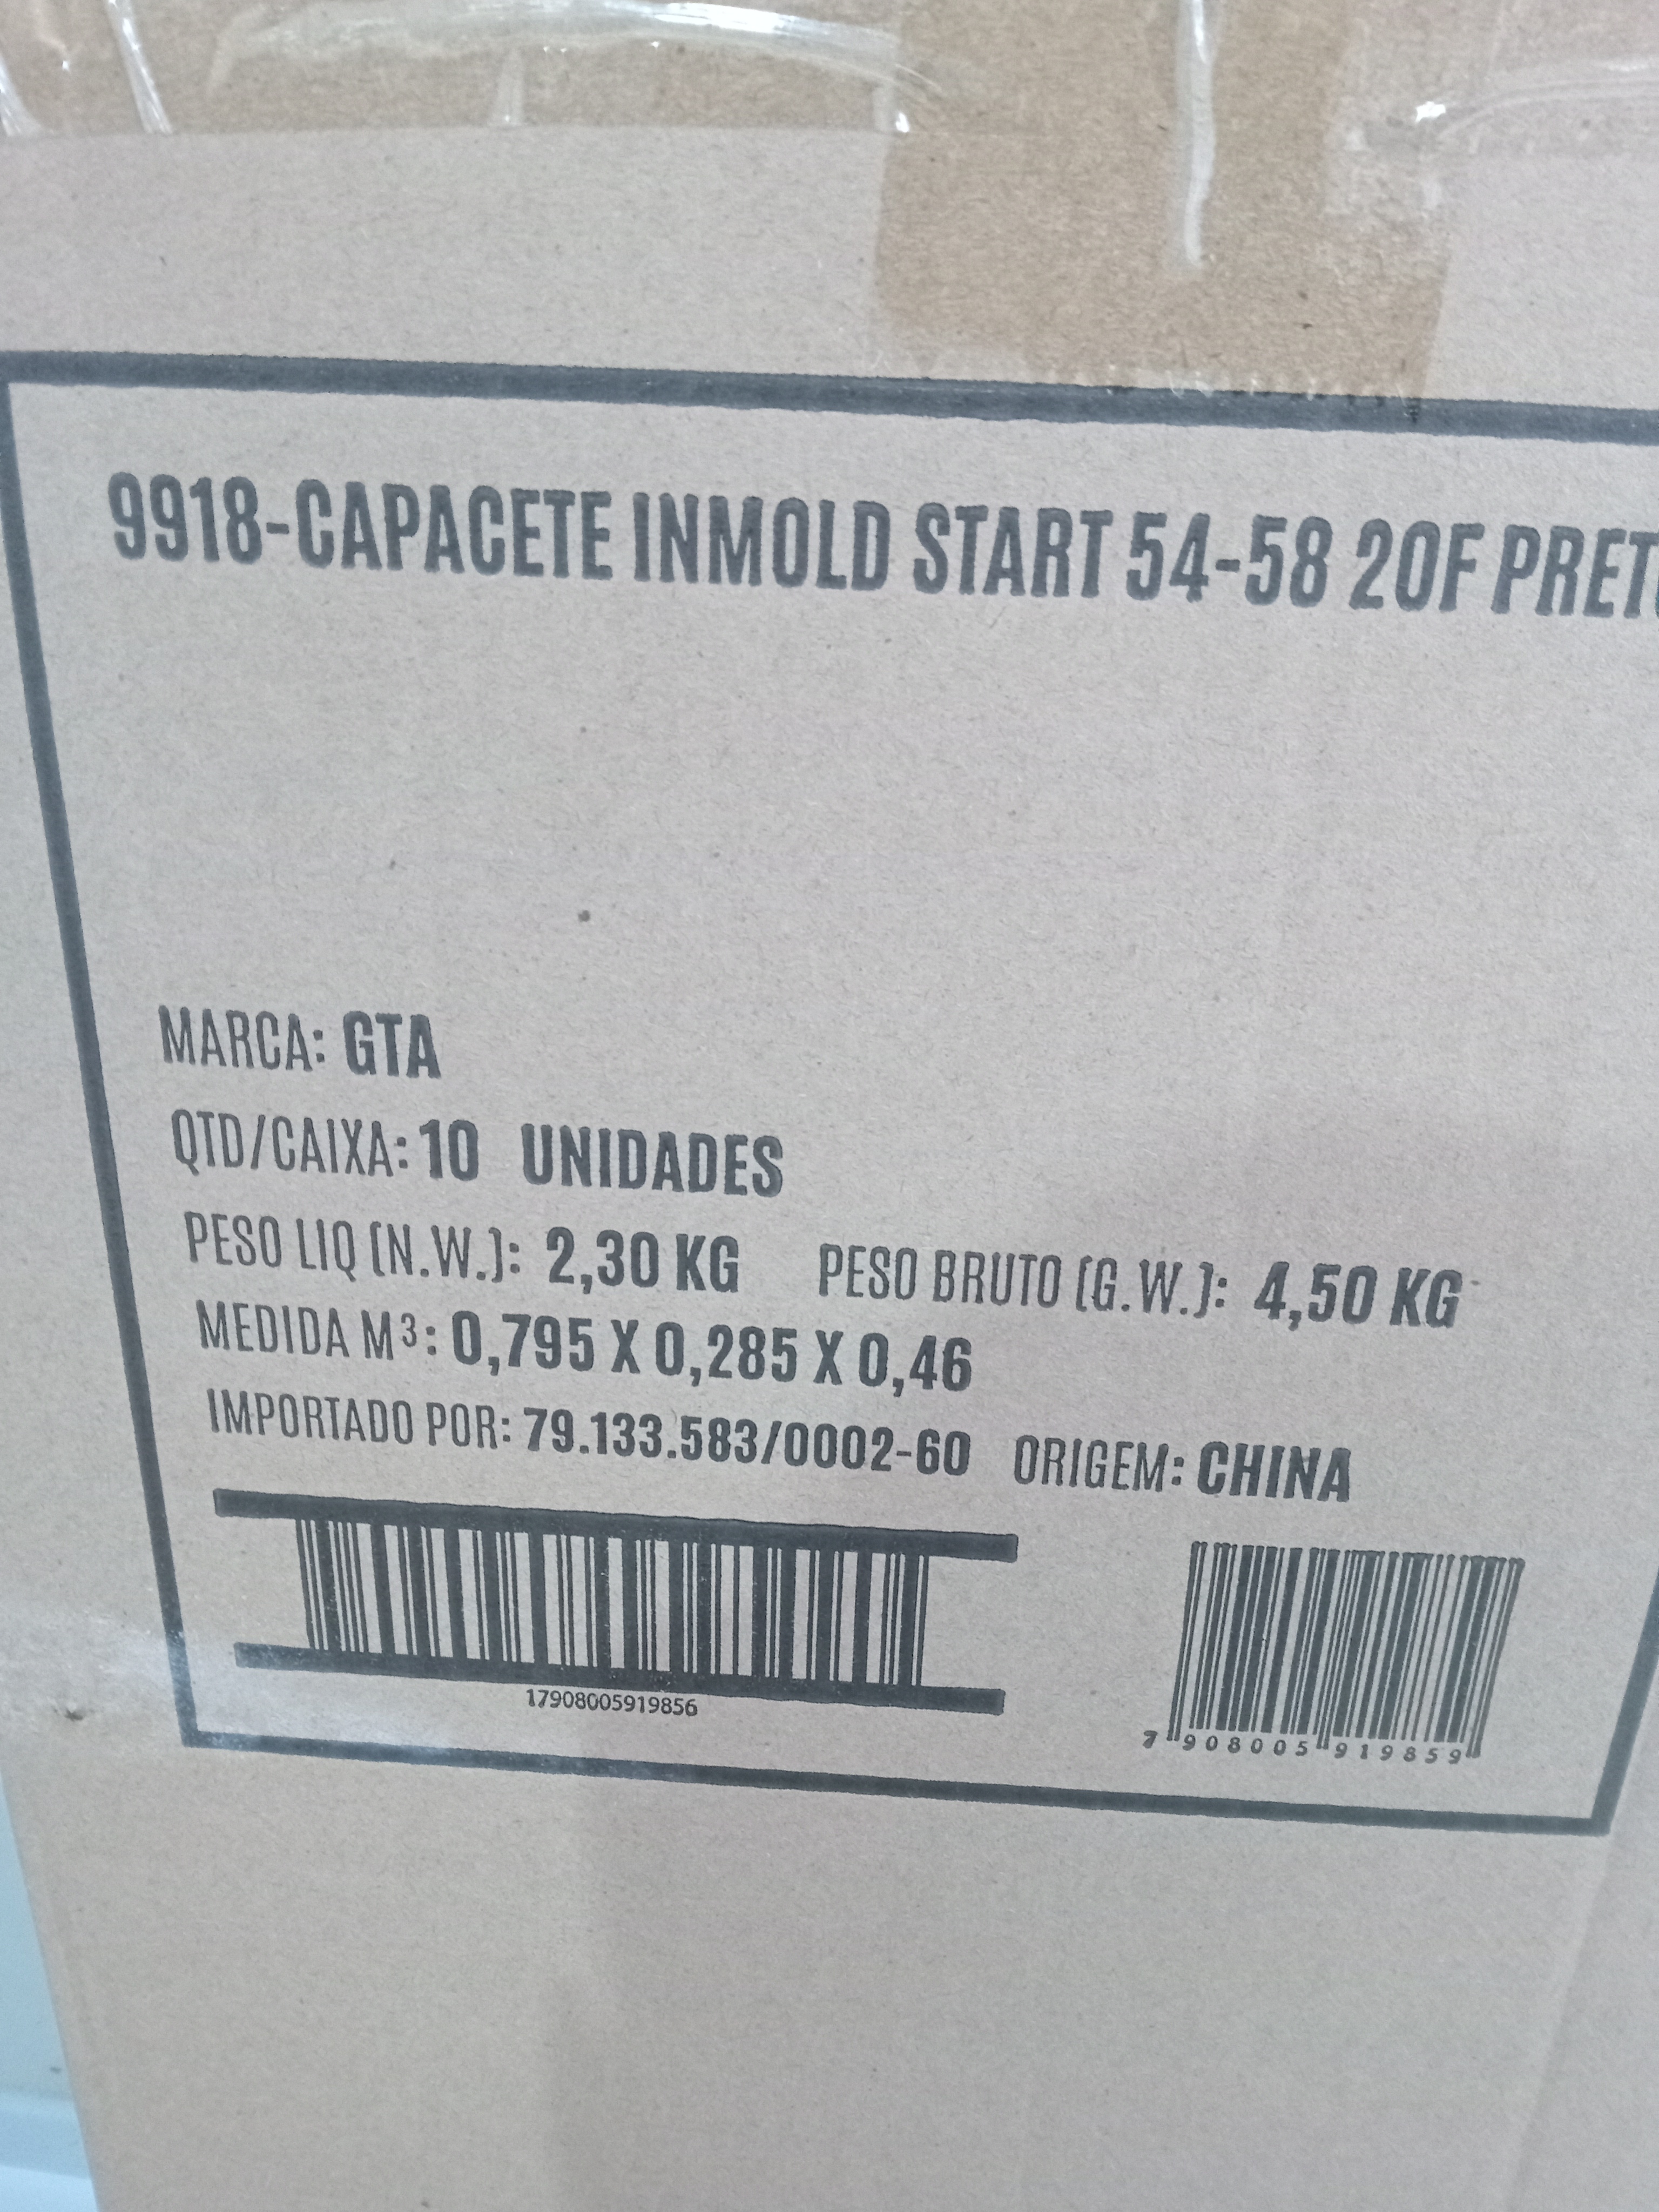 9918-CAPACETE INMOLD START 54-58 20F PRET
MARCA: GTA
QTD/CAIXA: 10 UNIDADES
PESO LIQ (N.W.): 2,30 KG PESO BRUTO (G.W.): 4,50 KG
MEDIDA M³: 0,795 X 0,285 X 0,46
IMPORTADO POR: 79.133.583/0002-60 ORIGEM: CHINA
17908005919856
7 908005 919859